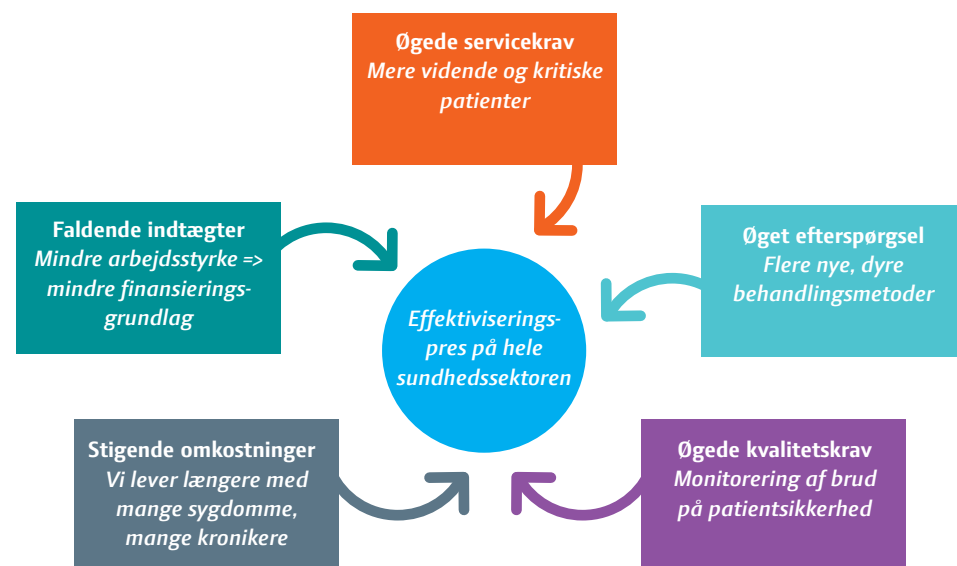 Øgede servicekrav
Mere vidende og kritiske
patienter
Faldende indtægter
Mindre arbejdsstyrke =>
mindre finansierings-
grundlag
Øget efterspørgsel
Flere nye, dyre
behandlingsmetoder
Effektiviserings-
pres på hele
sundhedssektoren
Stigende omkostninger
Vi lever længere med
mange sygdomme,
mange kronikere
Øgede kvalitetskrav
Monitorering af brud
på patientsikkerhed